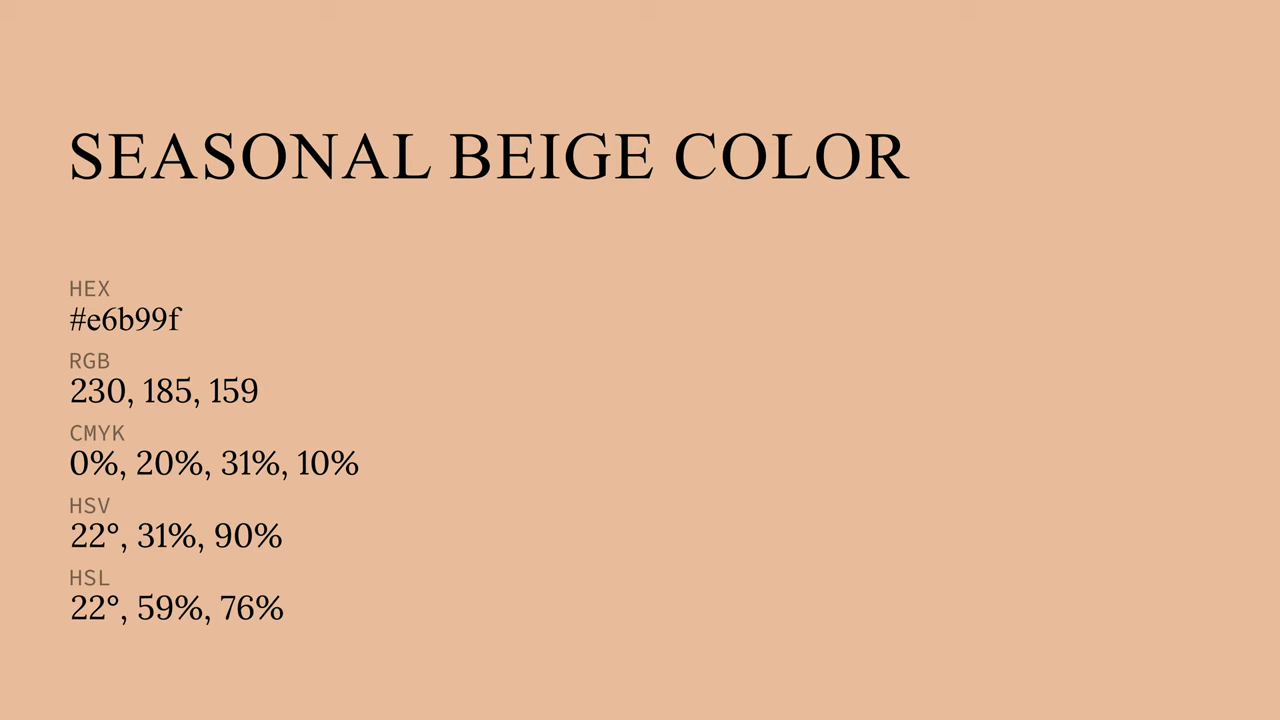 SEASONAL BEIGE COLOR
HEX
#e6b99f
RGB
230, 185, 159
CMYK
0%, 20%, 31%, 10%
HSV
22°, 31%, 90%
HSL
22°, 59%, 76%